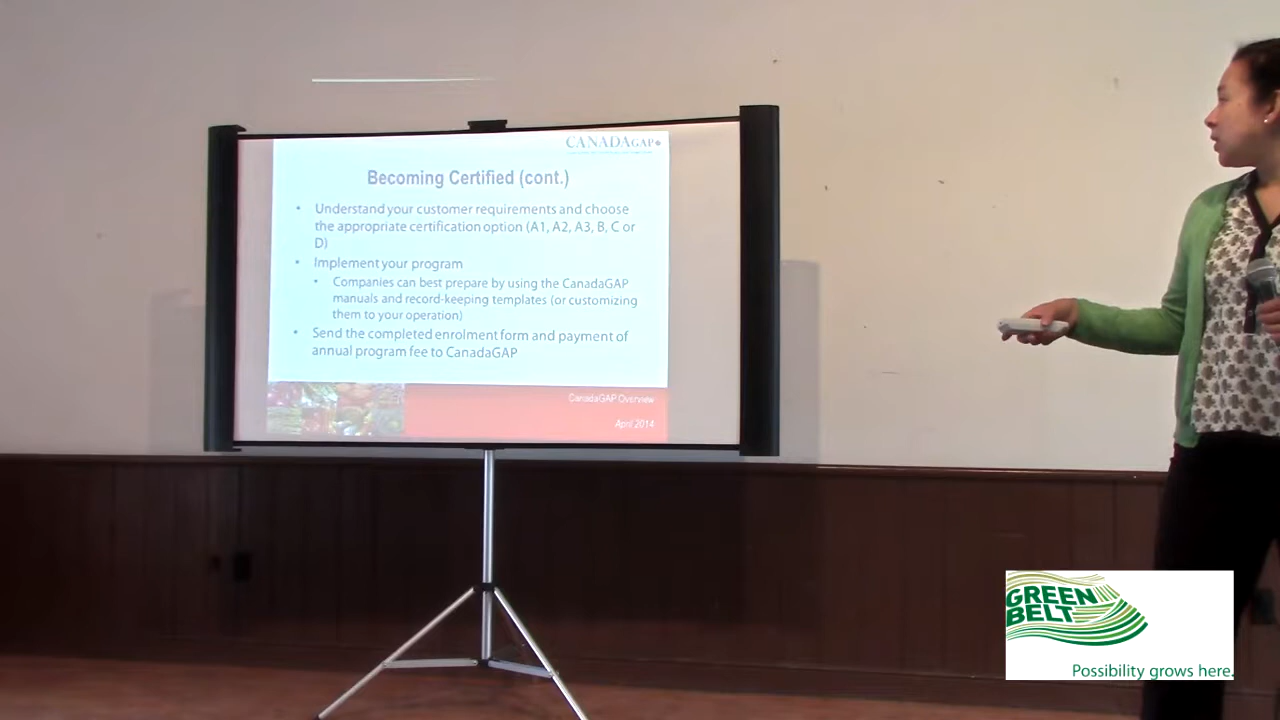 CANADAGAP
Becoming Certified (cont.)
• Understand your customer requirements and choose
the appropriate certification option (A1, A2, A3, B, C or
D)
• Implement your program
• Companies can best prepare by using the CanadaGAP
manuals and record-keeping templates (or customizing
them to your operation)
• Send the completed enrolment form and payment of
annual program fee to CanadaGAP
CanadaGAP Overview
April 2014
GREEN
BELT
Possibility grows here.